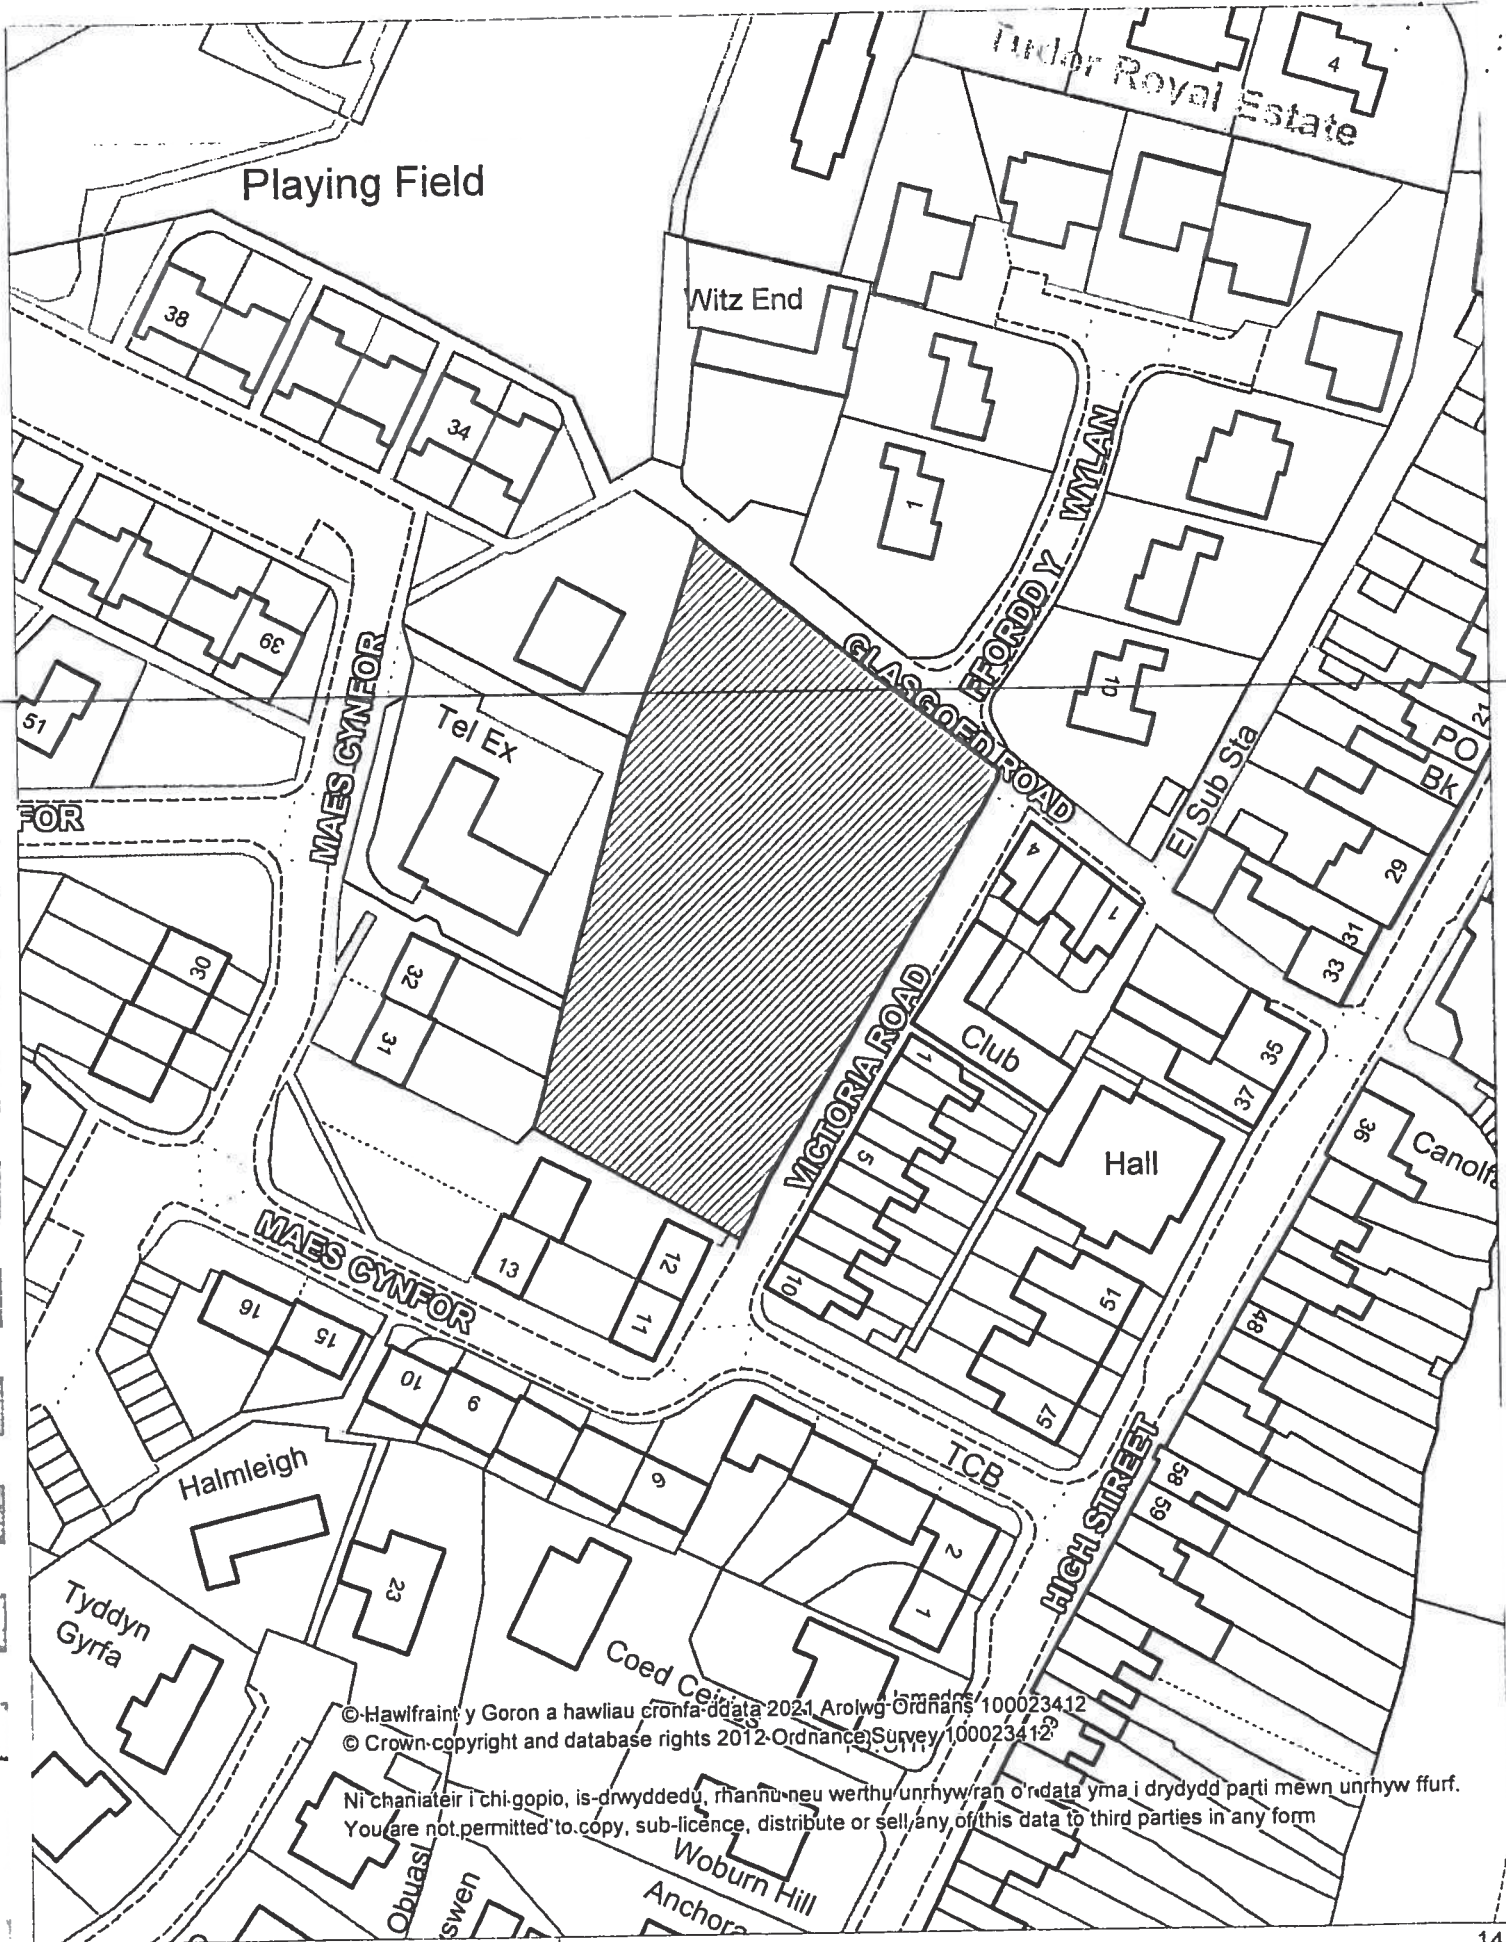 Tudor Royal Estate
4
Playing Field
Witz End
38
34
1
FFORDD Y WYLAN
39
51
MAES CYNFOR
Tel Ex
GLASGOED ROAD
10
El Sub Sta
21
PO
Bk
FOR
4
1
29
31
33
30
32
31
VICTORIA ROAD
Club
35
37
1
5
10
Hall
36
MAES CYNFOR
13
12
11
51
48
16
15
10
9
6
57
TCB
58
59
HIGH STREET
Halmleigh
23
2
1
Tyddyn
Gyrfa
Coed
© Hawlfraint y Goron a hawliau cronfa ddata 2021 Arolwg Ordnans 100023412
© Crown copyright and database rights 2012 Ordnance Survey 100023412
Ni chaniateir i chi gopio, is-drwyddedu, rhannu neu werthu unrhyw ran o'r data yma i drydydd parti mewn unrhyw ffurf.
You are not permitted to copy, sub-licence, distribute or sell any of this data to third parties in any form
Woburn Hill
Obuasi
swen
Anchora
14